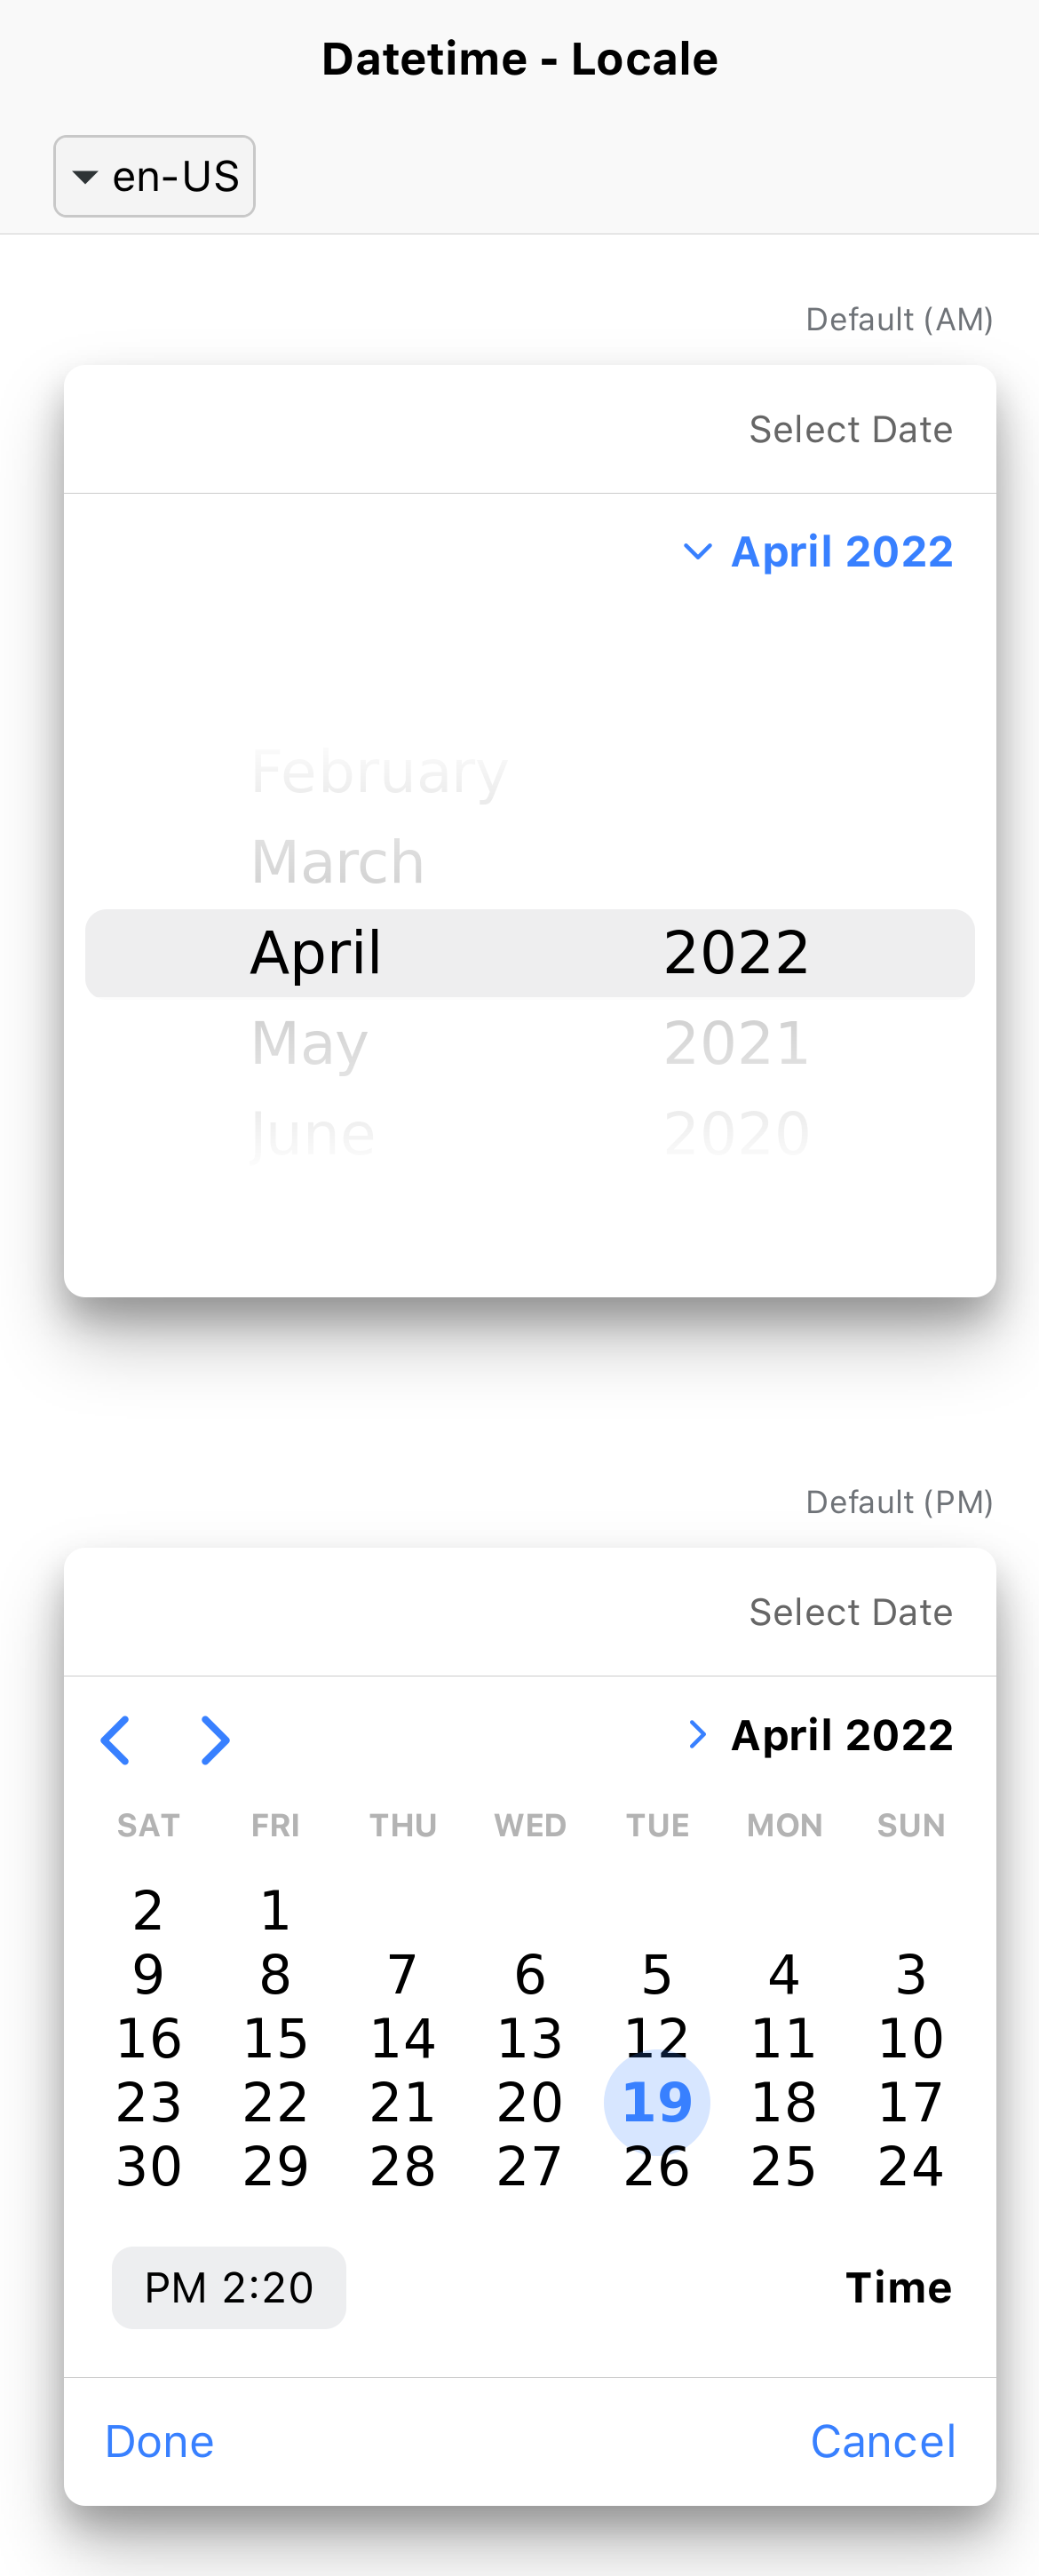 Datetime - Locale
en-US
Default (AM)
Select Date
April 2022
February
March
April 2022
May 2021
June 2020
Default (PM)
Select Date
April 2022
SAT FRI THU WED TUE MON SUN
2 1
9 8 7 6 5 4 3
16 15 14 13 12 11 10
23 22 21 20 19 18 17
30 29 28 27 26 25 24
PM 2:20 Time
Done Cancel